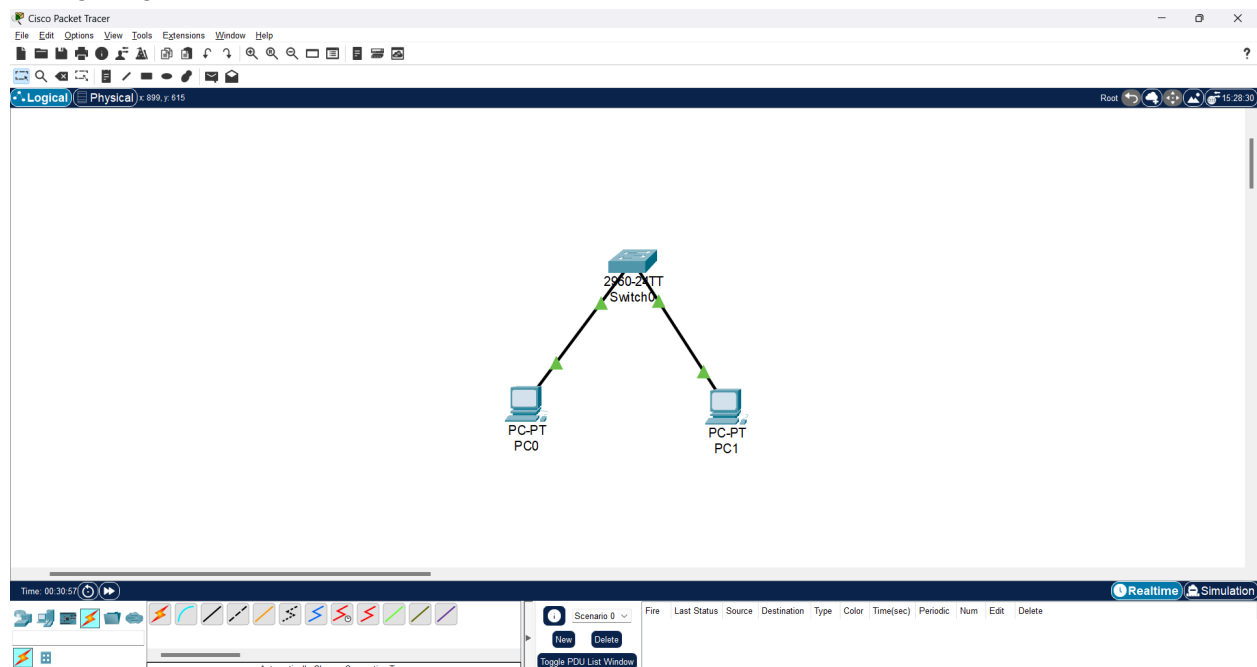 Cisco Packet Tracer
File Edit Options View Tools Extensions Window Help
?
Logical Physical x: 899, y: 615 Root 15:28:30
2960-24TT
Switch0
PC-PT
PC0
PC-PT
PC1
Time: 00:30:57 Realtime Simulation
Scenario 0 Fire Last Status Source Destination Type Color Time(sec) Periodic Num Edit Delete
New Delete
Toggle PDU List Window